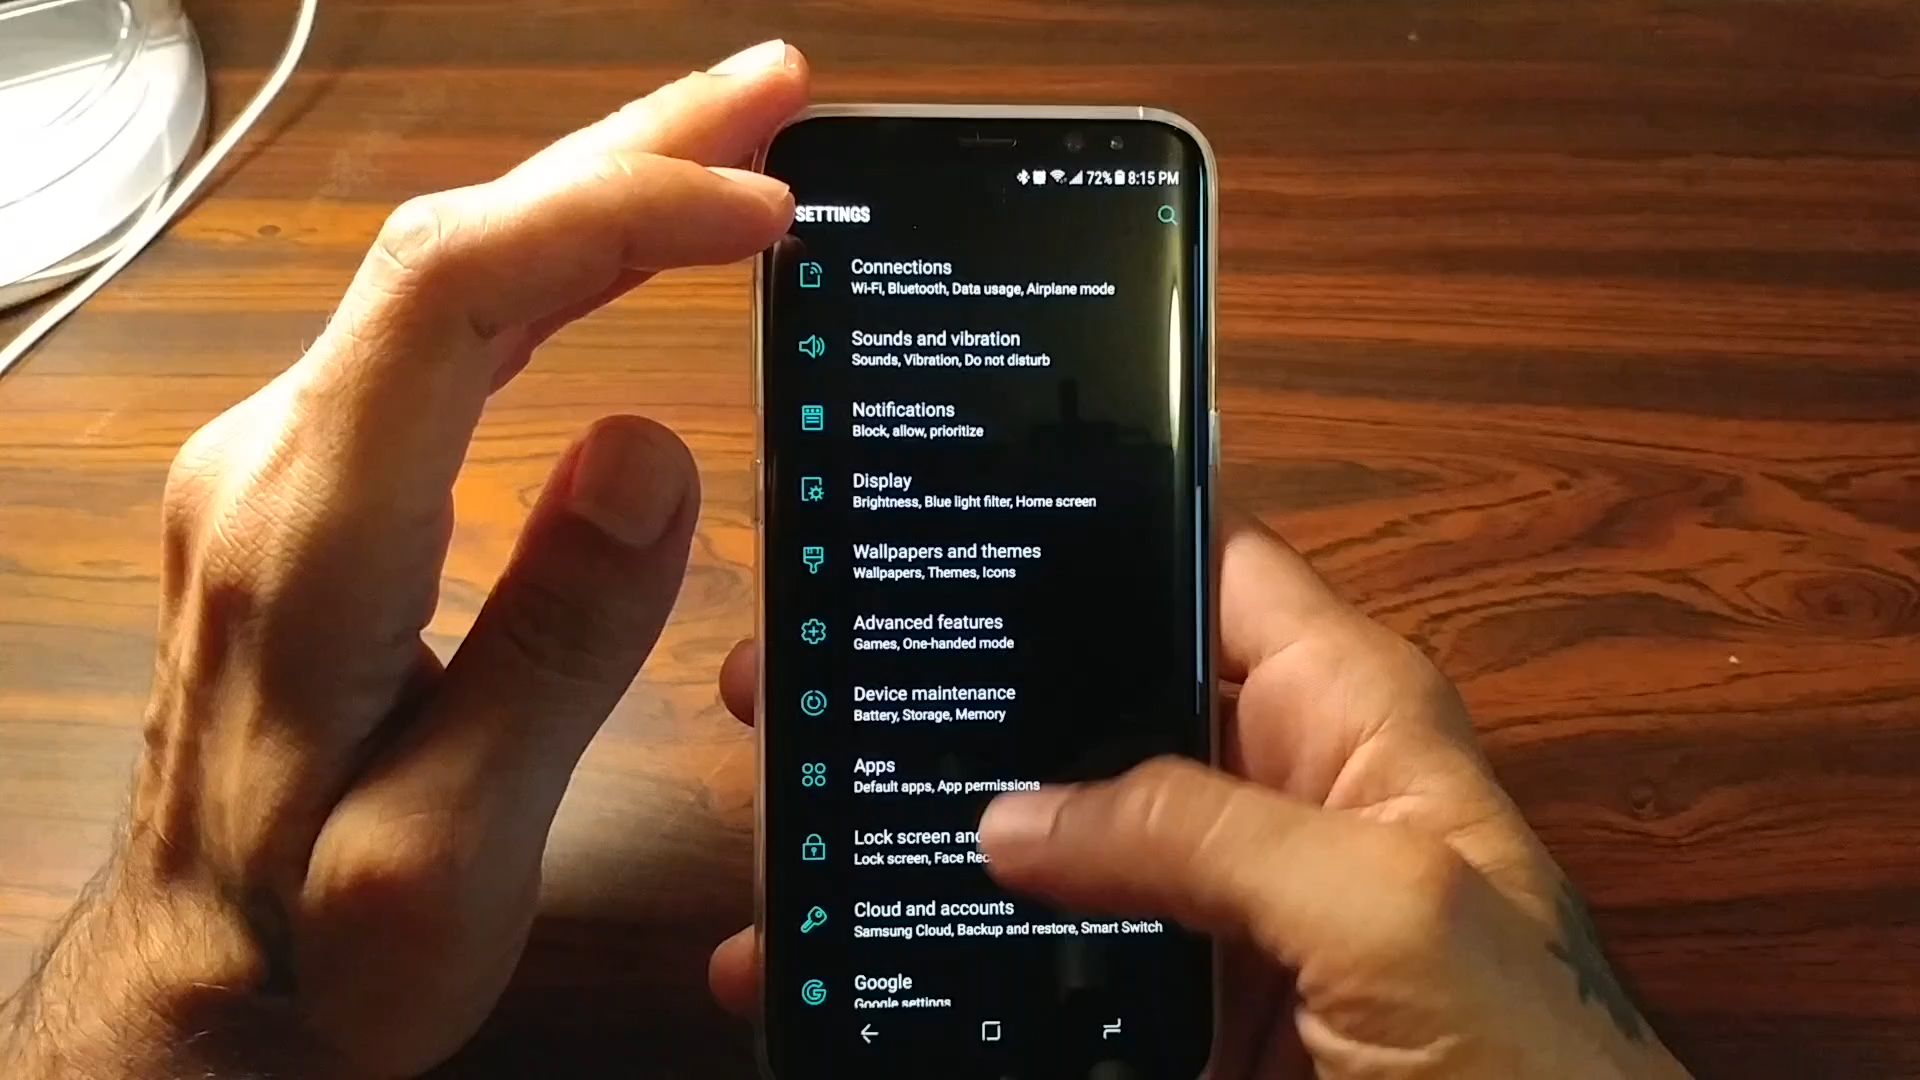 72% 8:15 PM
SETTINGS
Connections
Wi-Fi, Bluetooth, Data usage, Airplane mode
Sounds and vibration
Sounds, Vibration, Do not disturb
Notifications
Block, allow, prioritize
Display
Brightness, Blue light filter, Home screen
Wallpapers and themes
Wallpapers, Themes, Icons
Advanced features
Games, One-handed mode
Device maintenance
Battery, Storage, Memory
Apps
Default apps, App permissions
Lock screen and
Lock screen, Face Rec
Cloud and accounts
Samsung Cloud, Backup and restore, Smart Switch
Google
Google settings